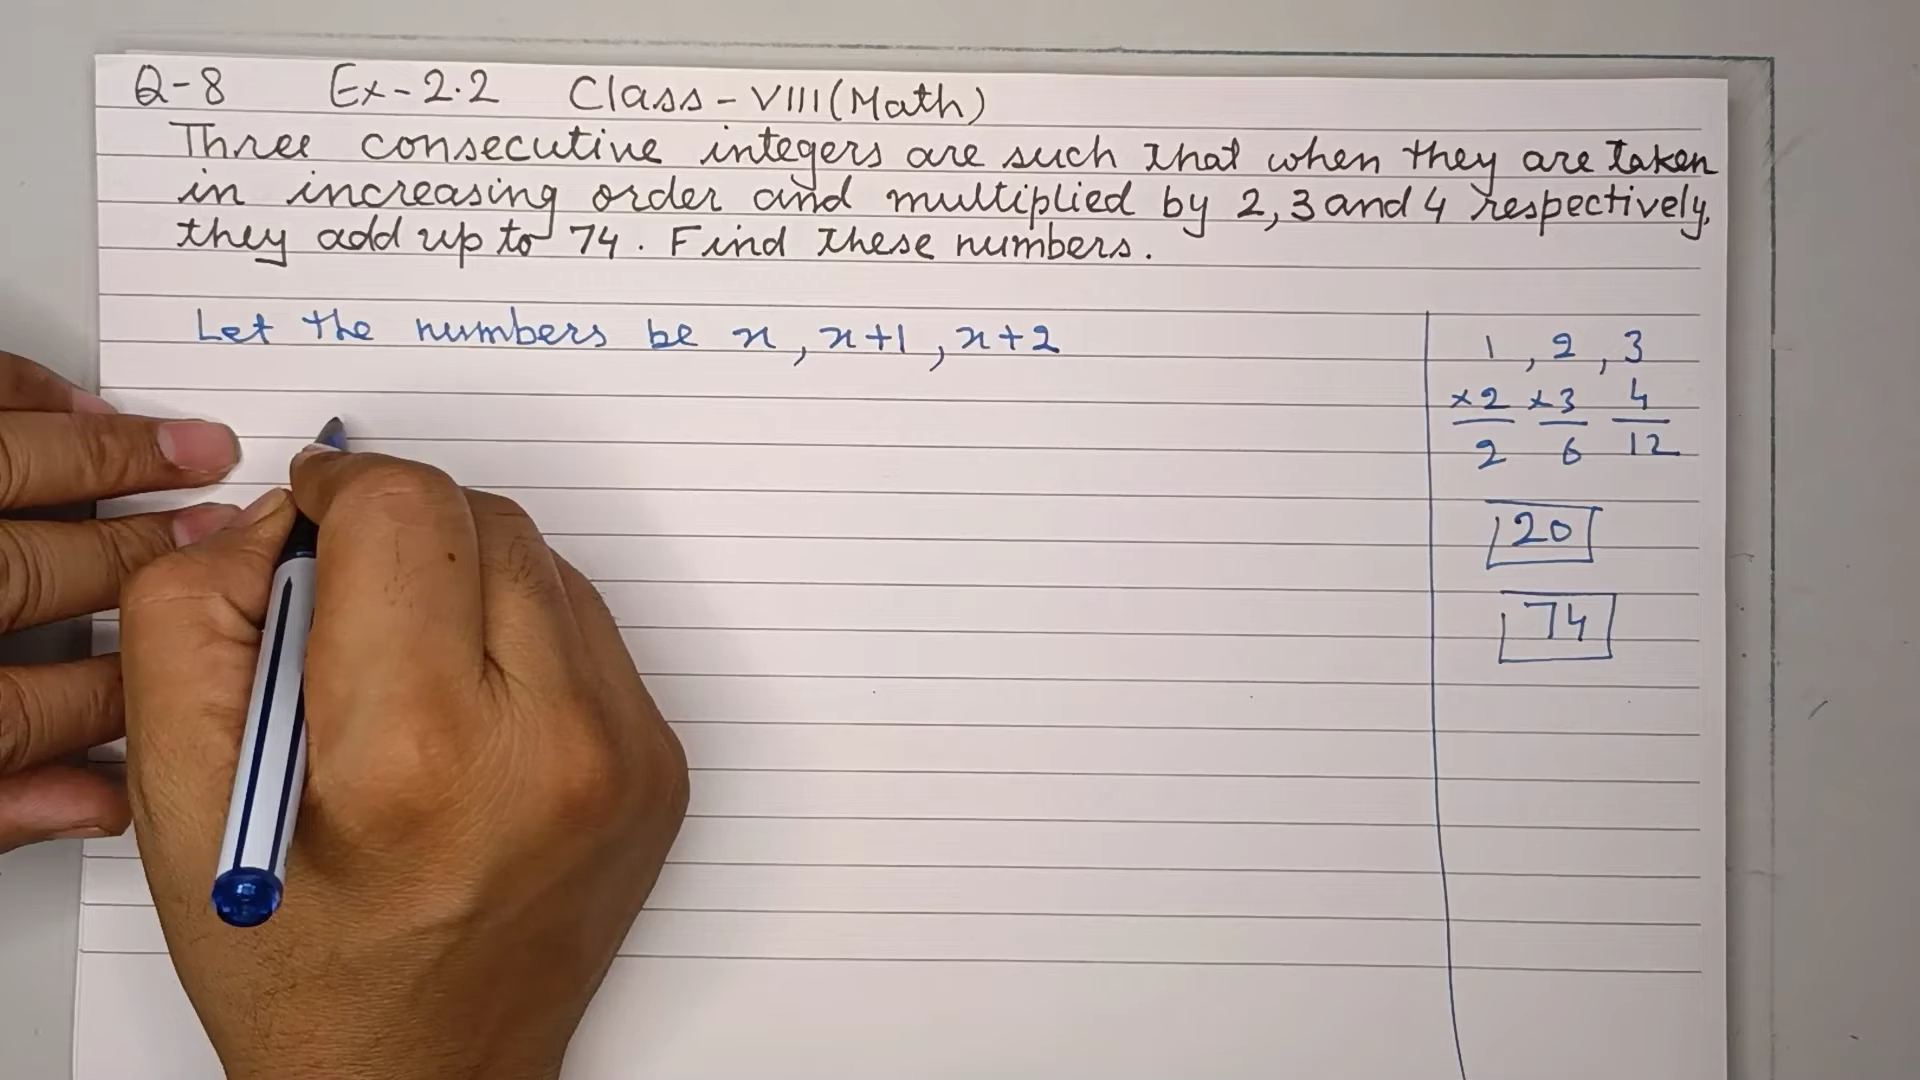 Q-8 Ex-2.2 Class-VIII(Math)
Three consecutive integers are such that when they are taken
in increasing order and multiplied by 2, 3 and 4 respectively,
they add up to 74. Find these numbers.
Let the numbers be x, x+1, x+2
1, 2, 3
×2 ×3 4
2 6 12
20
74